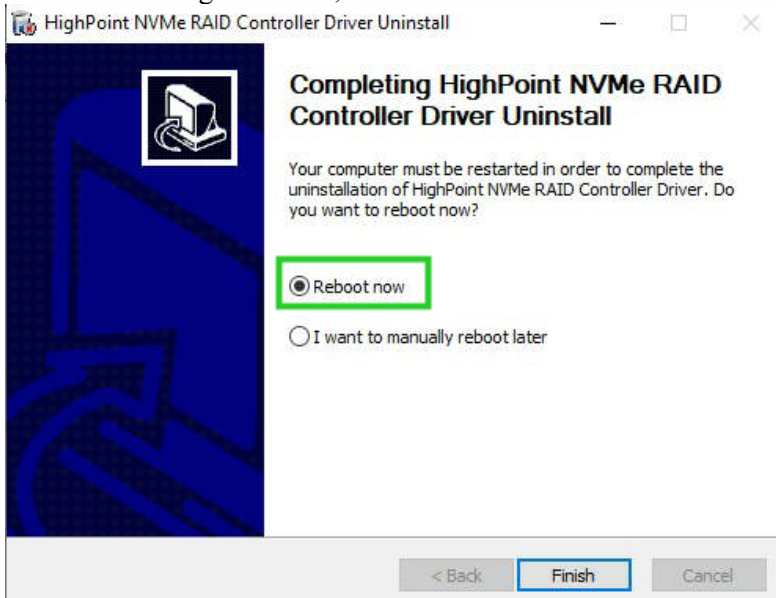 HighPoint NVMe RAID Controller Driver Uninstall
Completing HighPoint NVMe RAID
Controller Driver Uninstall
Your computer must be restarted in order to complete the
uninstallation of HighPoint NVMe RAID Controller Driver. Do
you want to reboot now?
Reboot now
I want to manually reboot later
< Back Finish Cancel